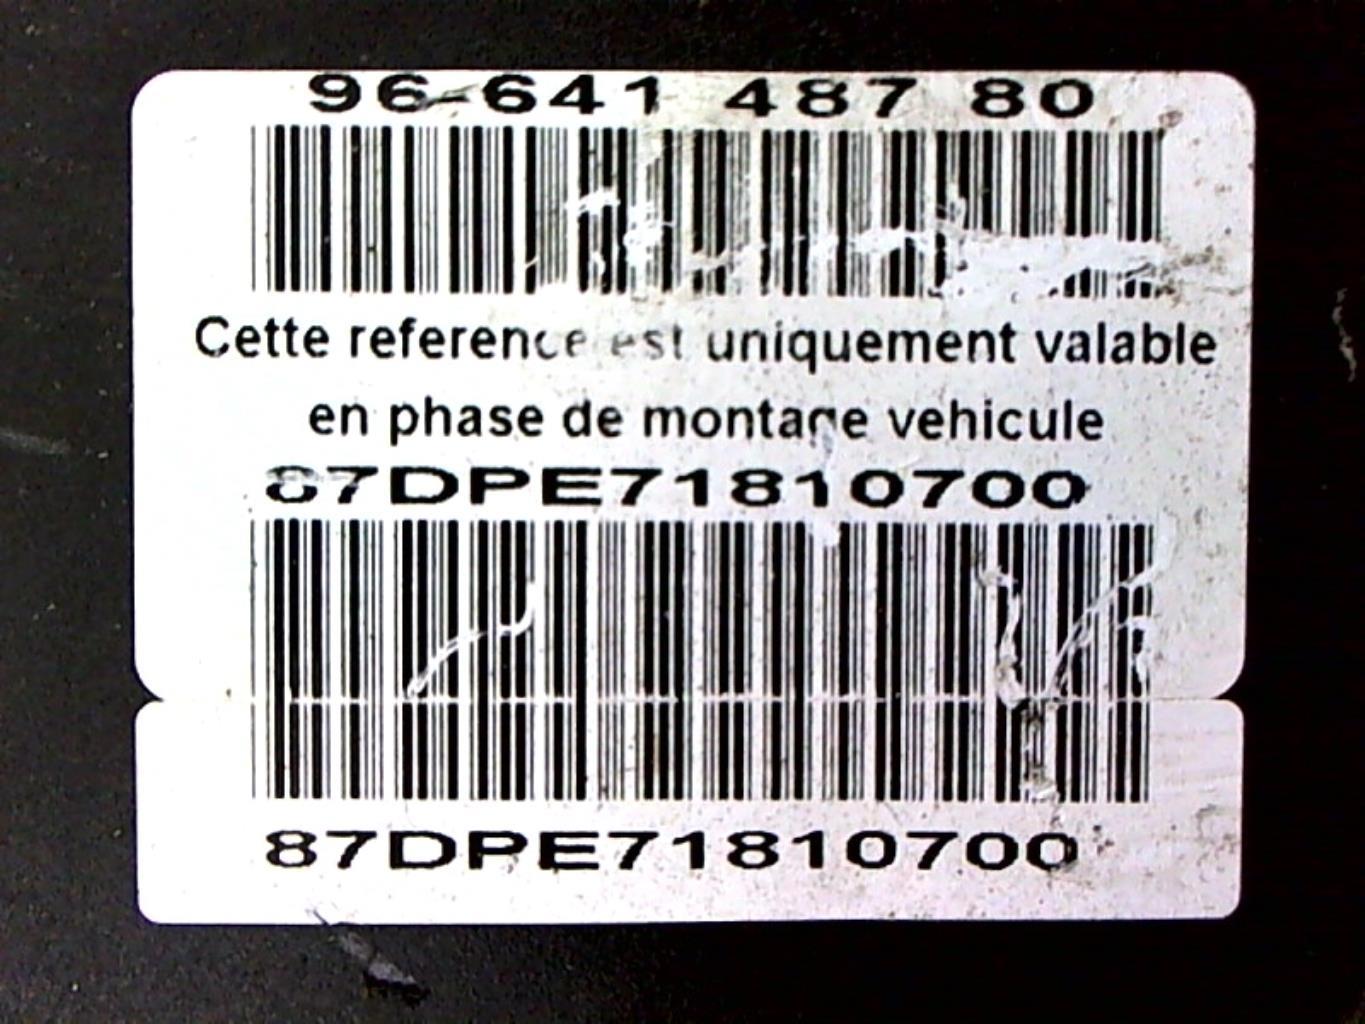 96 641 487 80
Cette reference est uniquement valable
en phase de montage vehicule
87DPE71810700
87DPE71810700